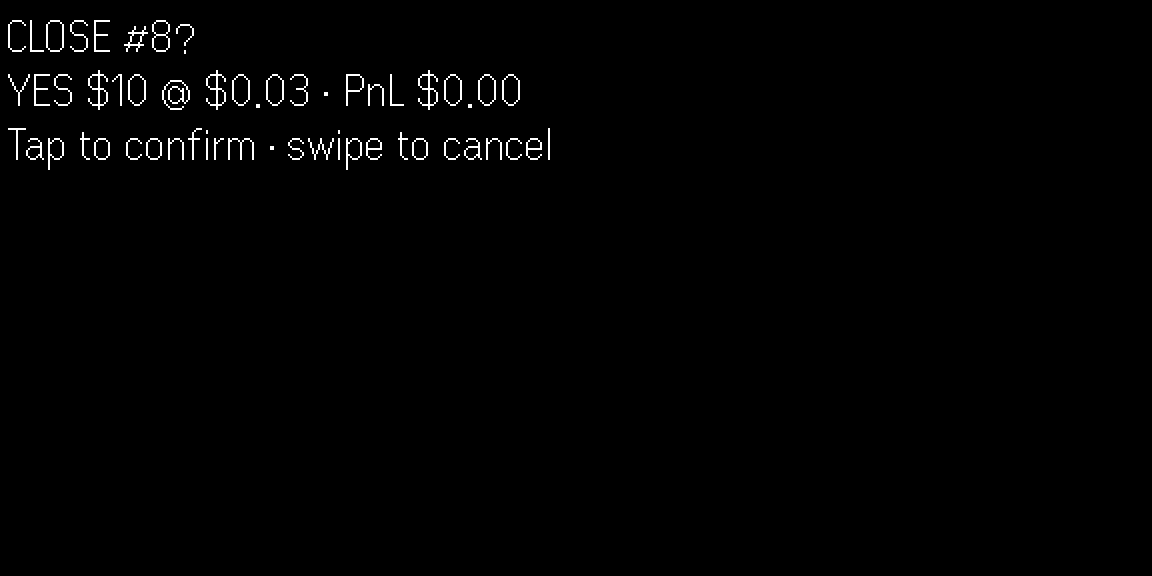 CLOSE #8?
YES $10 @ $0.03 · PnL $0.00
Tap to confirm · swipe to cancel